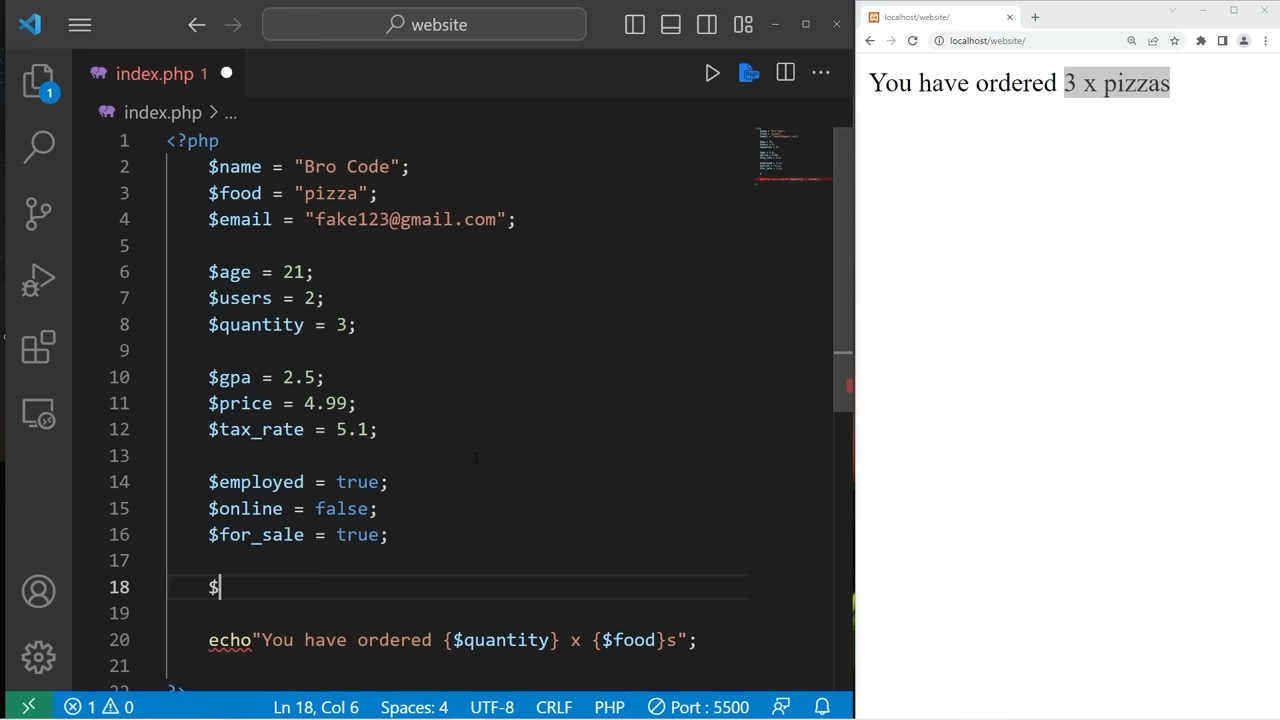 website
index.php 1
index.php > ...
1 <?php
2 $name = "Bro Code";
3 $food = "pizza";
4 $email = "fake123@gmail.com";
5
6 $age = 21;
7 $users = 2;
8 $quantity = 3;
9
10 $gpa = 2.5;
11 $price = 4.99;
12 $tax_rate = 5.1;
13
14 $employed = true;
15 $online = false;
16 $for_sale = true;
17
18 $
19
20 echo"You have ordered {$quantity} x {$food}s";
21
22 ?>
1
1 0 Ln 18, Col 6 Spaces: 4 UTF-8 CRLF PHP Port : 5500
localhost/website/
localhost/website/
You have ordered 3 x pizzas